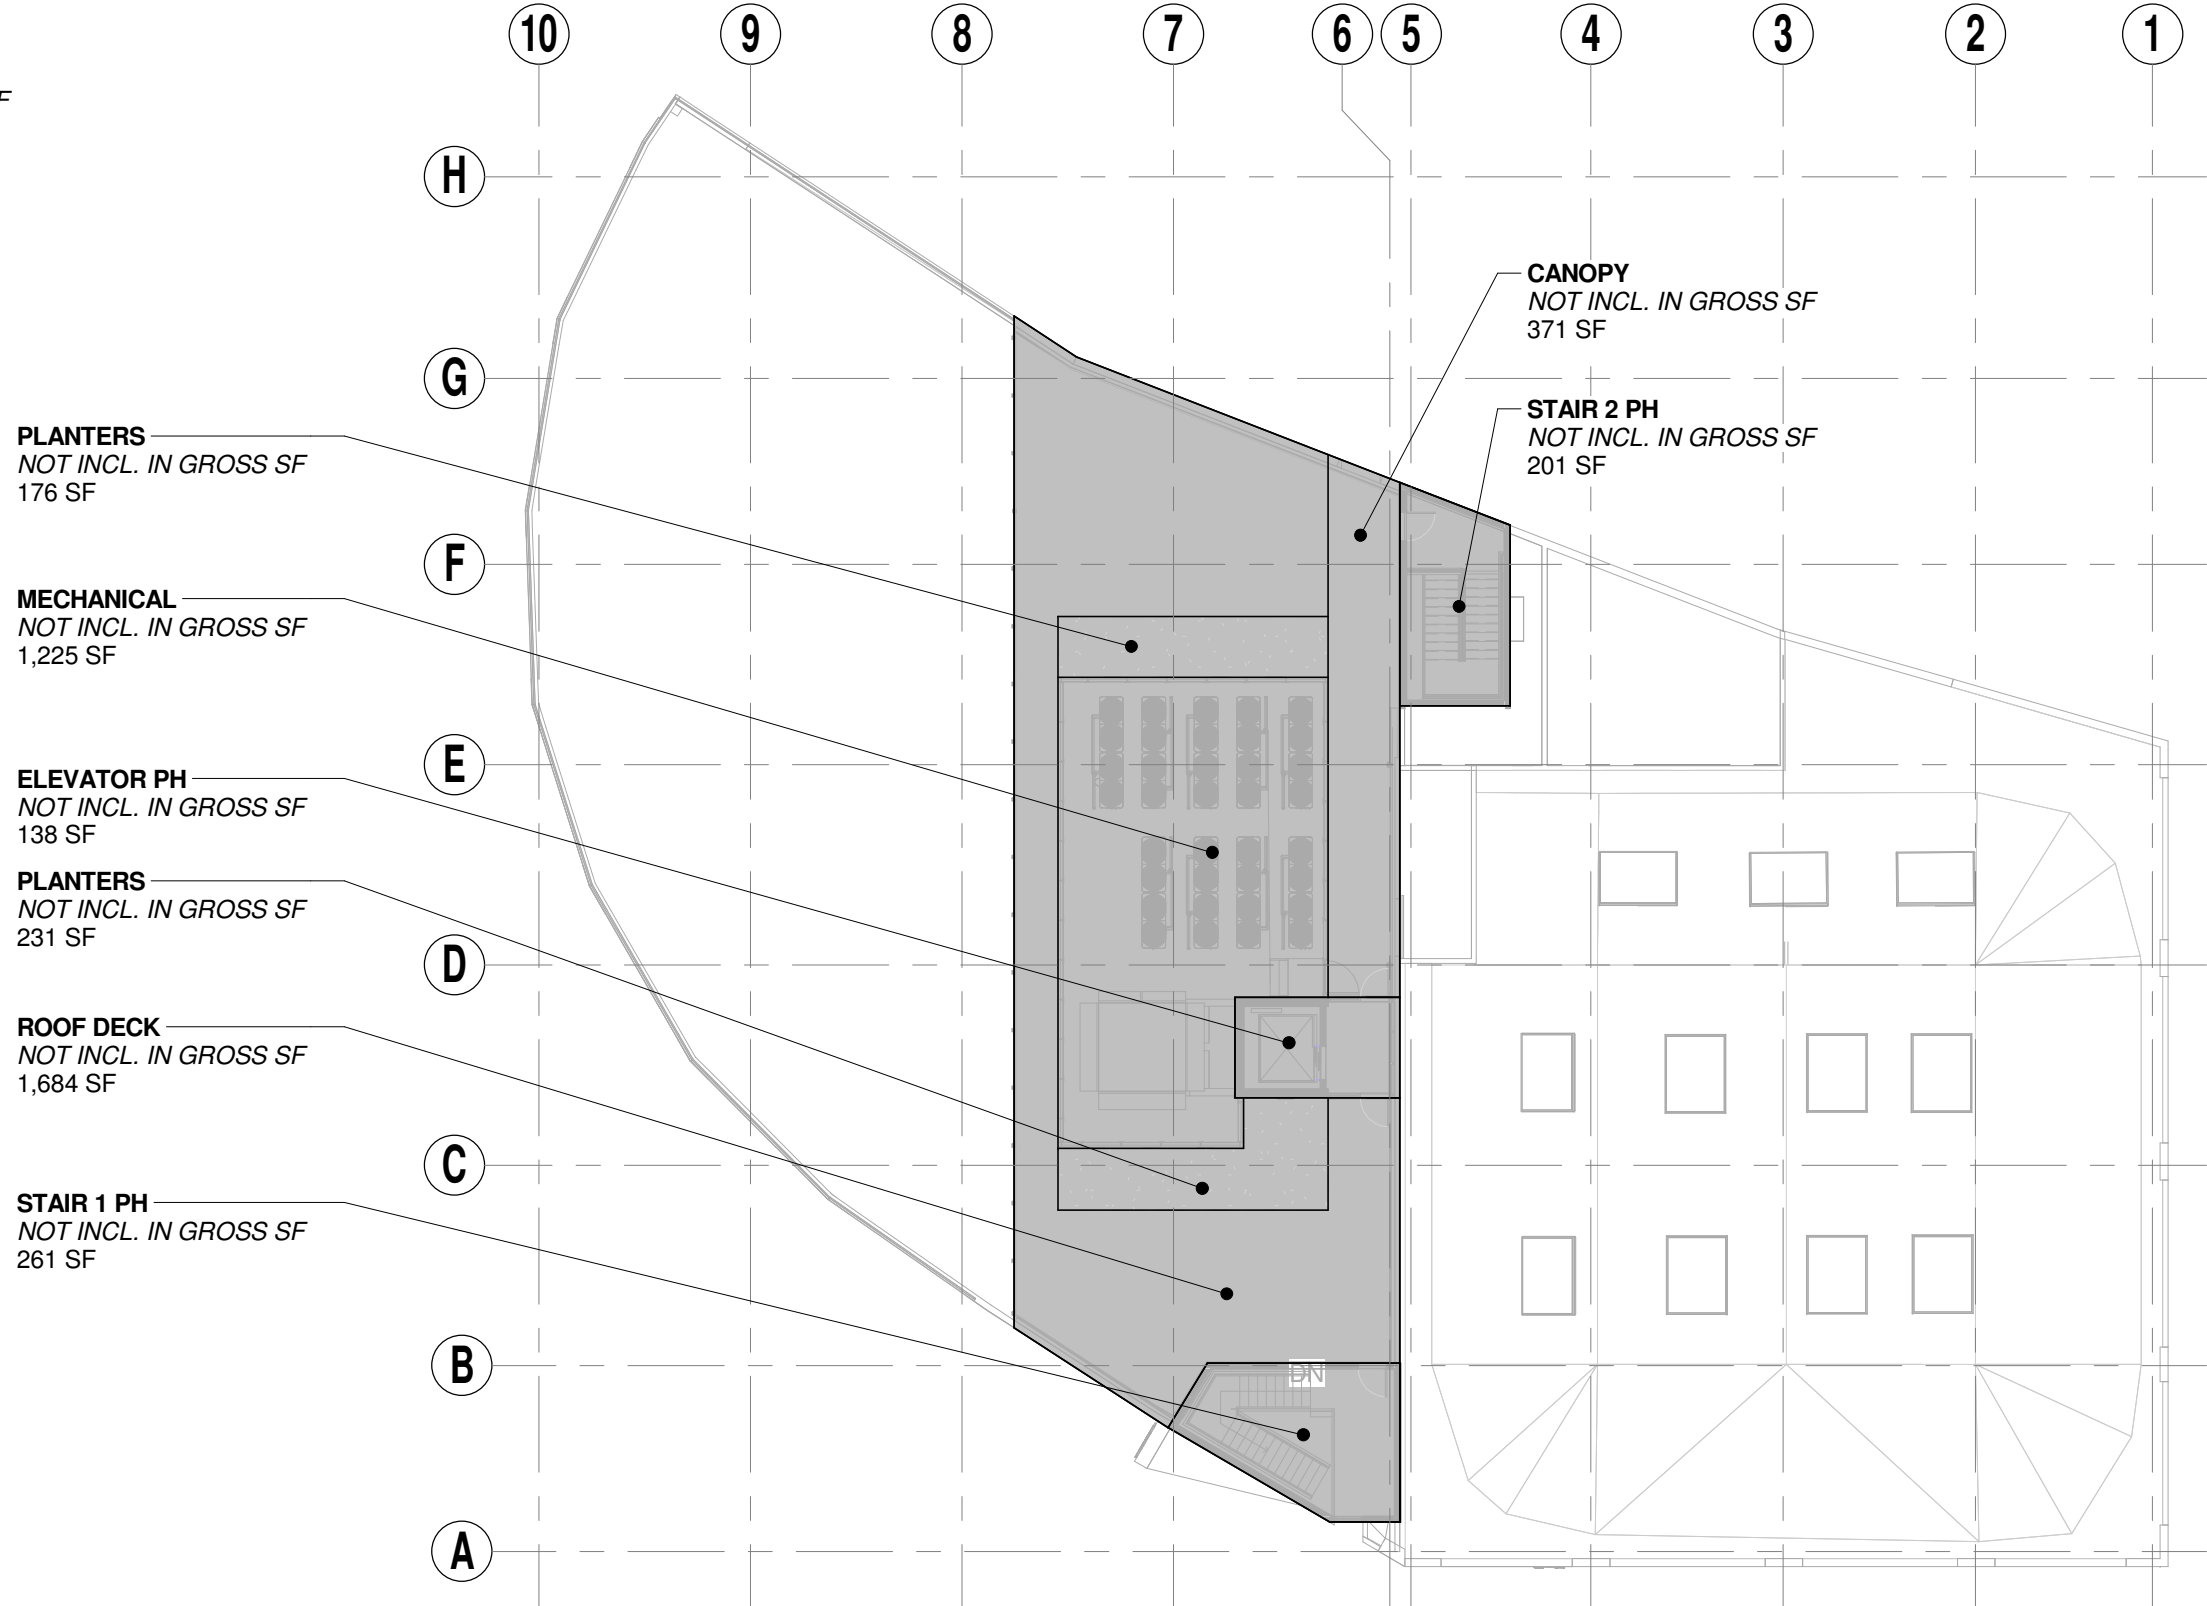 10 9 8 7 6 5 4 3 2 1
F
H
CANOPY
NOT INCL. IN GROSS SF
371 SF
G
STAIR 2 PH
NOT INCL. IN GROSS SF
201 SF
PLANTERS
NOT INCL. IN GROSS SF
176 SF
F
MECHANICAL
NOT INCL. IN GROSS SF
1,225 SF
E
ELEVATOR PH
NOT INCL. IN GROSS SF
138 SF
PLANTERS
NOT INCL. IN GROSS SF
231 SF
D
ROOF DECK
NOT INCL. IN GROSS SF
1,684 SF
C
STAIR 1 PH
NOT INCL. IN GROSS SF
261 SF
B
DN
A